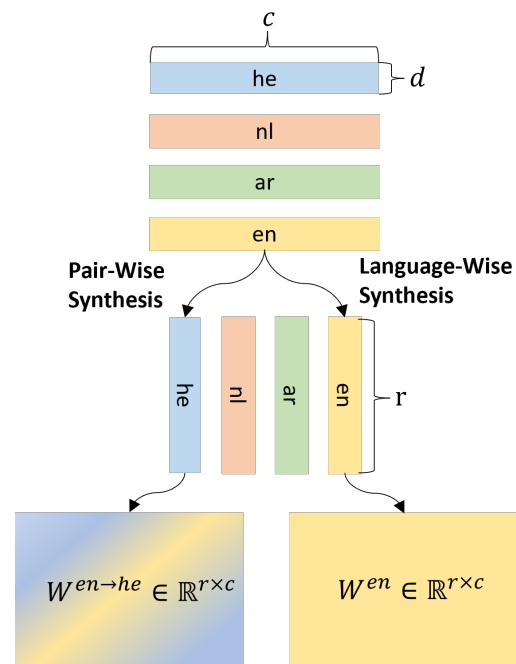 c
he
d
nl
ar
en
Pair-Wise
Synthesis
Language-Wise
Synthesis
he
nl
ar
en
r
W^{en→he} ∈ ℝ^{r×c}
W^{en} ∈ ℝ^{r×c}